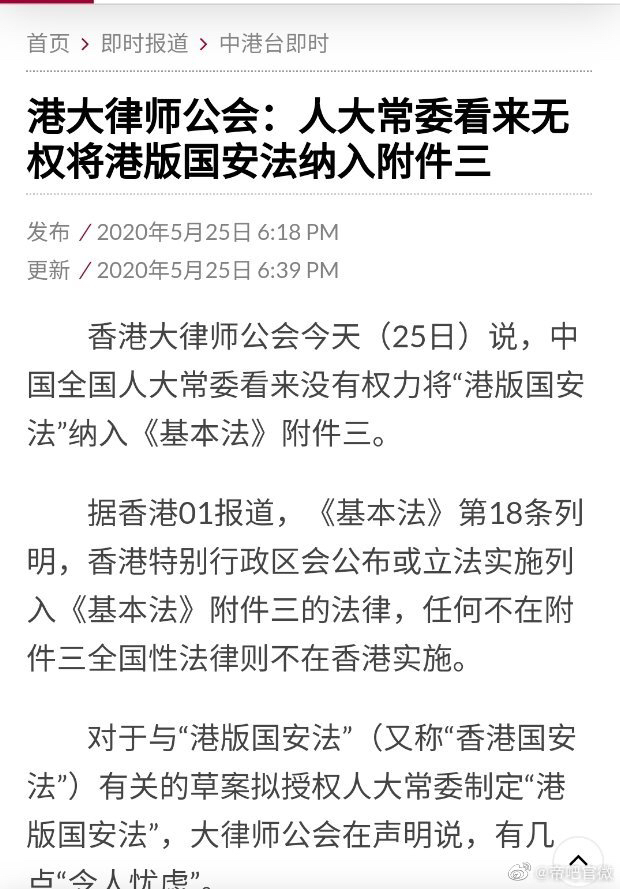 首页 > 即时报道 > 中港台即时
港大律师公会：人大常委看来无
权将港版国安法纳入附件三
发布 / 2020年5月25日 6:18 PM
更新 / 2020年5月25日 6:39 PM
香港大律师公会今天（25日）说，中
国全国人大常委看来没有权力将“港版国安
法”纳入《基本法》附件三。
据香港01报道，《基本法》第18条列
明，香港特别行政区会公布或立法实施列
入《基本法》附件三的法律，任何不在附
件三全国性法律则不在香港实施。
对于与“港版国安法”（又称“香港国安
法”）有关的草案拟授权人大常委制定“港
版国安法”，大律师公会在声明说，有几
点“令人忧虑”。
@帝吧官微